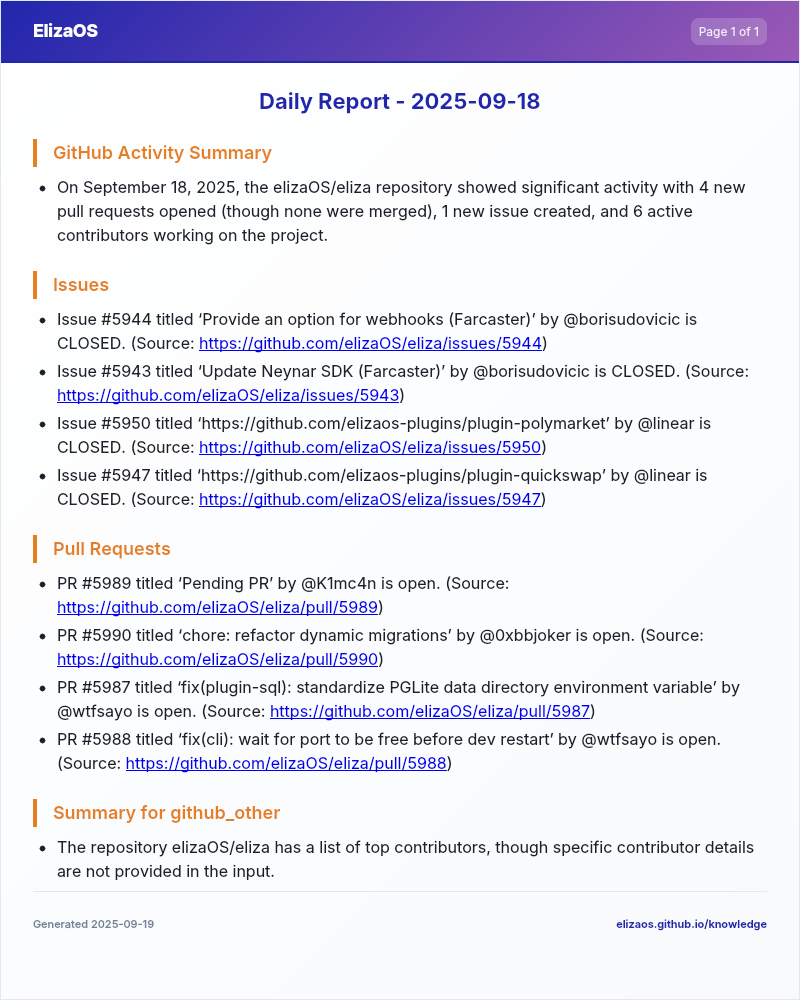 ElizaOS
Page 1 of 1
Daily Report - 2025-09-18
GitHub Activity Summary
• On September 18, 2025, the elizaOS/eliza repository showed significant activity with 4 new
pull requests opened (though none were merged), 1 new issue created, and 6 active
contributors working on the project.
Issues
• Issue #5944 titled ‘Provide an option for webhooks (Farcaster)’ by @borisudovicic is
CLOSED. (Source: https://github.com/elizaOS/eliza/issues/5944)
• Issue #5943 titled ‘Update Neynar SDK (Farcaster)’ by @borisudovicic is CLOSED. (Source:
https://github.com/elizaOS/eliza/issues/5943)
• Issue #5950 titled ‘https://github.com/elizaos-plugins/plugin-polymarket’ by @linear is
CLOSED. (Source: https://github.com/elizaOS/eliza/issues/5950)
• Issue #5947 titled ‘https://github.com/elizaos-plugins/plugin-quickswap’ by @linear is
CLOSED. (Source: https://github.com/elizaOS/eliza/issues/5947)
Pull Requests
• PR #5989 titled ‘Pending PR’ by @K1mc4n is open. (Source:
https://github.com/elizaOS/eliza/pull/5989)
• PR #5990 titled ‘chore: refactor dynamic migrations’ by @0xbbjoker is open. (Source:
https://github.com/elizaOS/eliza/pull/5990)
• PR #5987 titled ‘fix(plugin-sql): standardize PGLite data directory environment variable’ by
@wtfsayo is open. (Source: https://github.com/elizaOS/eliza/pull/5987)
• PR #5988 titled ‘fix(cli): wait for port to be free before dev restart’ by @wtfsayo is open.
(Source: https://github.com/elizaOS/eliza/pull/5988)
Summary for github_other
• The repository elizaOS/eliza has a list of top contributors, though specific contributor details
are not provided in the input.
Generated 2025-09-19
elizaos.github.io/knowledge